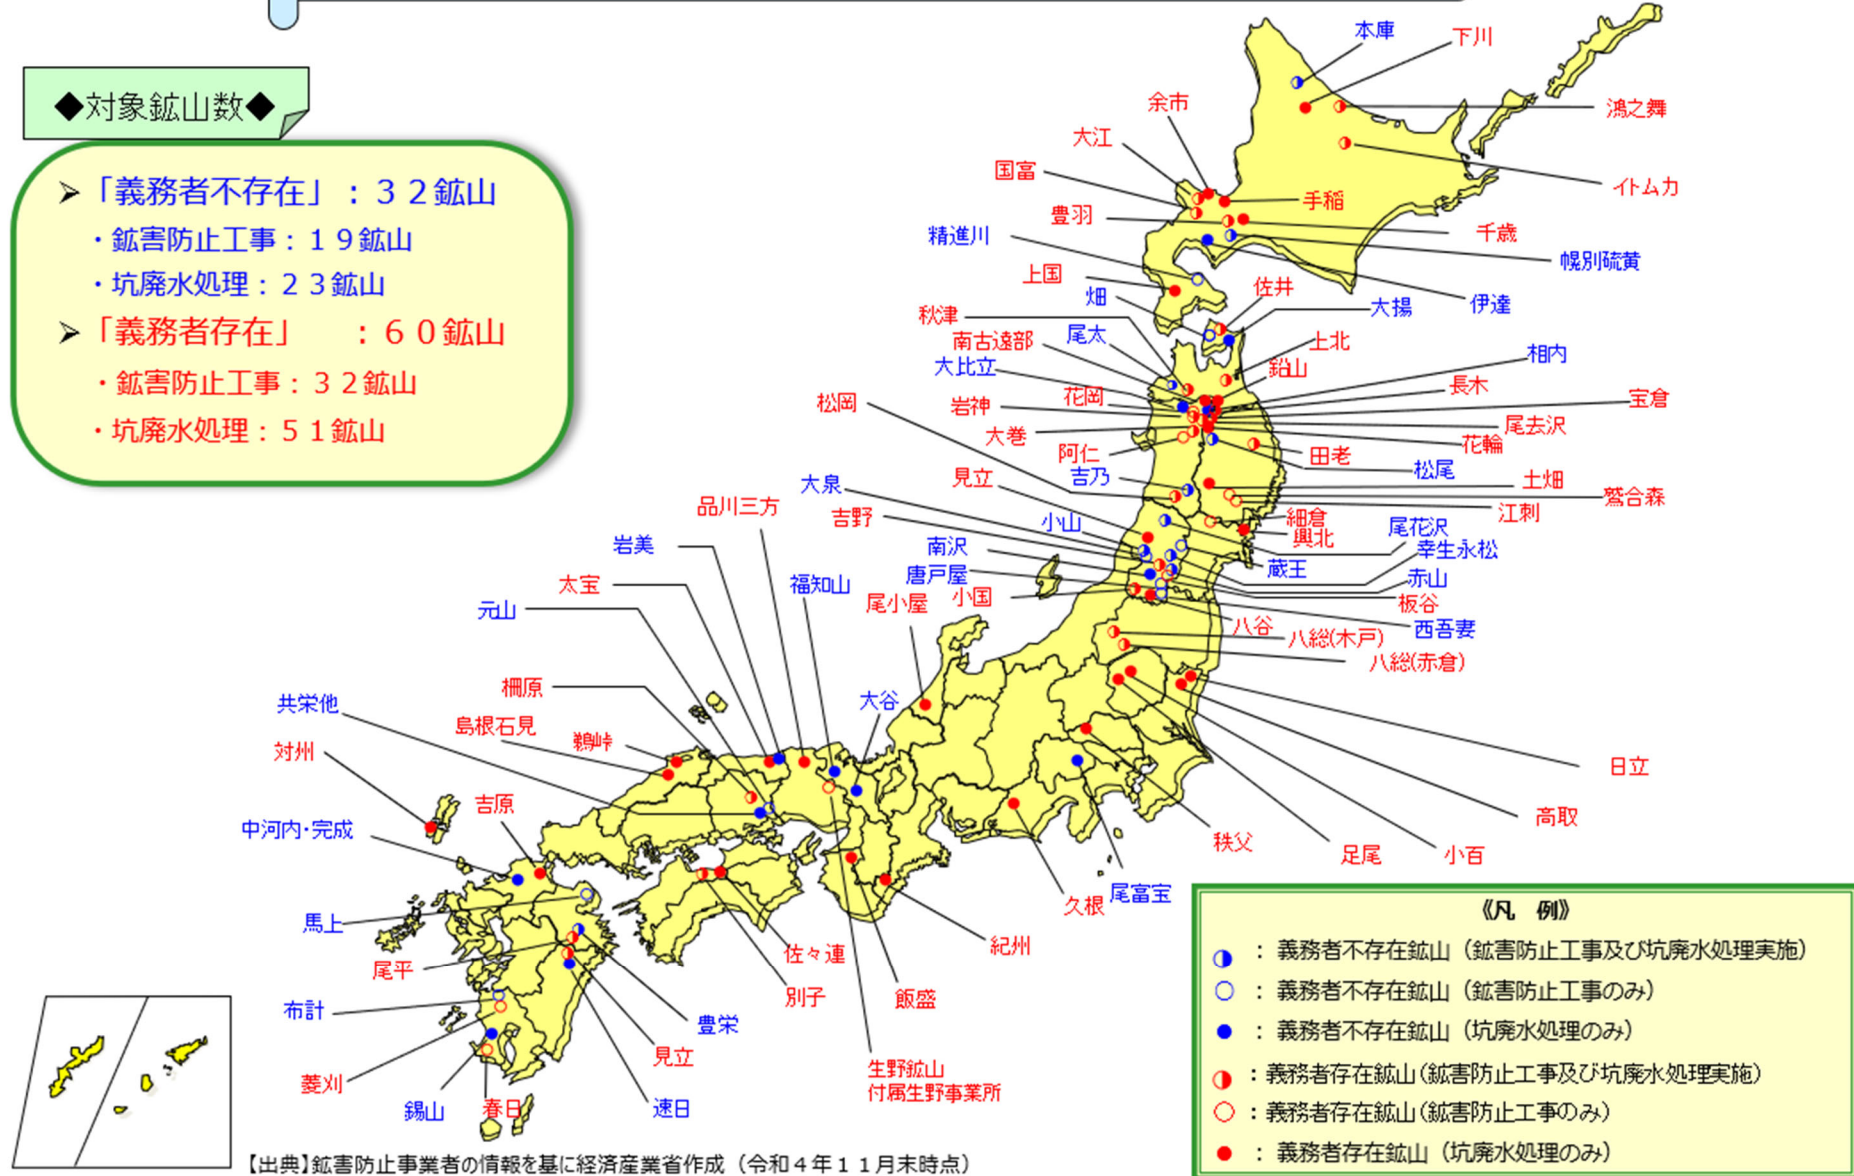 ◆対象鉱山数◆
➢「義務者不存在」:32鉱山
・鉱害防止工事:19鉱山
・坑廃水処理:23鉱山
➢「義務者存在」 :60鉱山
・鉱害防止工事:32鉱山
・坑廃水処理:51鉱山
本庫
下川
鴻之舞
イトムカ
余市
大江
国富
手稲
豊羽
千歳
精進川
幌別硫黄
上国
伊達
畑
佐井
大揚
秋津
尾太
南古遠部
上北
相内
大比立
鉛山
長木
花岡
宝倉
岩神
松岡
尾去沢
大巻
花輪
阿仁
田老
松尾
吉乃
見立
土畑
大泉
鷲合森
品川三方
江刺
吉野
小山
細倉
興北
尾花沢
岩美
南沢
幸生永松
蔵王
唐戸屋
赤山
太宝
福知山
尾小屋
小国
板谷
元山
八谷
西吾妻
八総(木戸)
八総(赤倉)
柵原
大谷
共栄他
島根石見
鵜峠
対州
日立
吉原
高取
中河内・完成
秩父
足尾
小百
尾富宝
久根
馬上
紀州
佐々連
尾平
別子
飯盛
布計
豊栄
見立
生野鉱山
付属生野事業所
菱刈
錫山
春日
速日
《凡 例》
:義務者不存在鉱山(鉱害防止工事及び坑廃水処理実施)
:義務者不存在鉱山(鉱害防止工事のみ)
:義務者不存在鉱山(坑廃水処理のみ)
:義務者存在鉱山(鉱害防止工事及び坑廃水処理実施)
:義務者存在鉱山(鉱害防止工事のみ)
:義務者存在鉱山(坑廃水処理のみ)
【出典】鉱害防止事業者の情報を基に経済産業省作成(令和4年11月末時点)